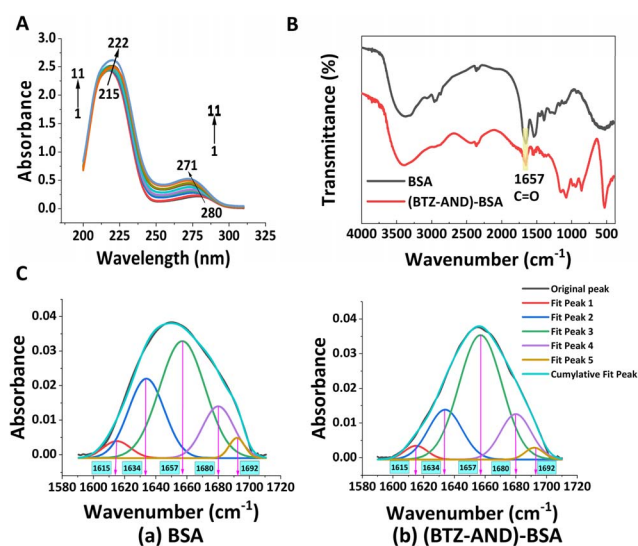 A
3.0
2.5
2.0
1.5
1.0
0.5
0.0
Absorbance
222
11
1
215
11
1
271
280
200 225 250 275 300 325
Wavelength (nm)
B
Transmittance (%)
1657
C=O
BSA
(BTZ-AND)-BSA
4000 3500 3000 2500 2000 1500 1000 500
Wavenumber (cm⁻¹)
C
0.04
0.03
0.02
0.01
0.00
Absorbance
1615 1634 1657 1680 1692
1580 1600 1620 1640 1660 1680 1700 1720
Wavenumber (cm⁻¹)
(a) BSA
0.04
0.03
0.02
0.01
0.00
Absorbance
Original peak
Fit Peak 1
Fit Peak 2
Fit Peak 3
Fit Peak 4
Fit Peak 5
Cumylative Fit Peak
1615 1634 1657 1680 1692
1580 1600 1620 1640 1660 1680 1700 1720
Wavenumber (cm⁻¹)
(b) (BTZ-AND)-BSA